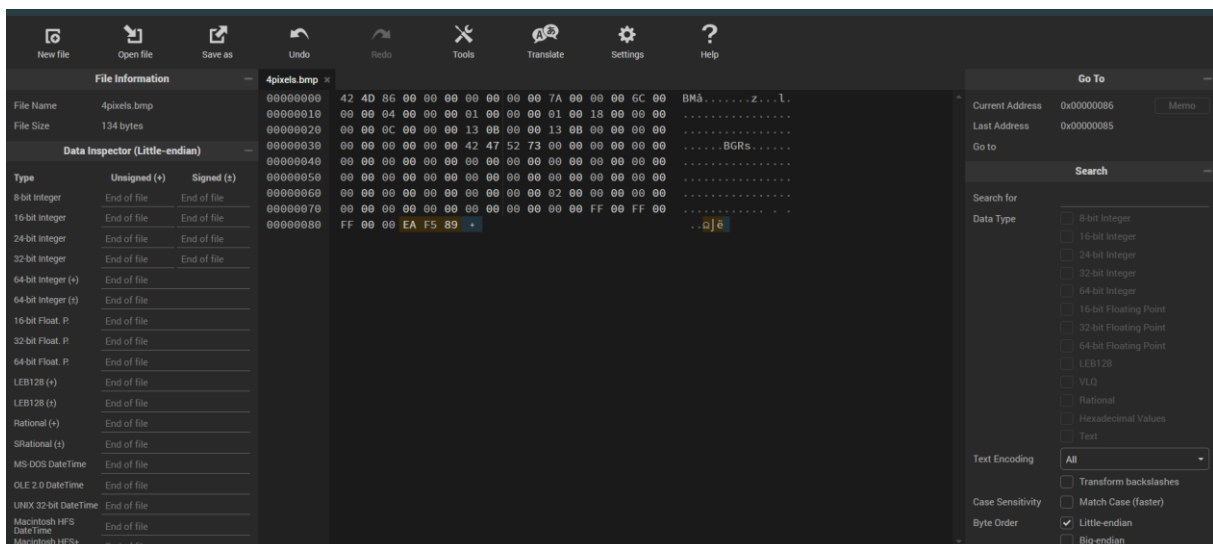 New file Open file Save as Undo Redo Tools Translate Settings Help
File Information
File Name 4pixels.bmp
File Size 134 bytes
Data Inspector (Little-endian)
Type Unsigned (+) Signed (±)
8-bit Integer End of file End of file
16-bit Integer End of file End of file
24-bit Integer End of file End of file
32-bit Integer End of file End of file
64-bit Integer (+) End of file
64-bit Integer (±) End of file
16-bit Float. P. End of file
32-bit Float. P. End of file
64-bit Float. P. End of file
LEB128 (+) End of file
LEB128 (±) End of file
Rational (+) End of file
SRational (±) End of file
MS-DOS DateTime End of file
OLE 2.0 DateTime End of file
UNIX 32-bit DateTime End of file
Macintosh HFS DateTime End of file
Macintosh HFS+
4pixels.bmp ×
00000000 42 4D 86 00 00 00 00 00 00 00 7A 00 00 00 6C 00 BMå.......z...l.
00000010 00 00 04 00 00 00 01 00 00 00 01 00 18 00 00 00 ................
00000020 00 00 0C 00 00 00 13 0B 00 00 13 0B 00 00 00 00 ................
00000030 00 00 00 00 00 00 42 47 52 73 00 00 00 00 00 00 ......BGRs......
00000040 00 00 00 00 00 00 00 00 00 00 00 00 00 00 00 00 ................
00000050 00 00 00 00 00 00 00 00 00 00 00 00 00 00 00 00 ................
00000060 00 00 00 00 00 00 00 00 00 00 02 00 00 00 00 00 ................
00000070 00 00 00 00 00 00 00 00 00 00 00 00 FF 00 FF 00 ............ . .
00000080 FF 00 00 EA F5 89 + ..Ω⌡ë
Go To
Current Address 0x00000086 Memo
Last Address 0x00000085
Go to
Search
Search for
Data Type 8-bit Integer
16-bit Integer
24-bit Integer
32-bit Integer
64-bit Integer
16-bit Floating Point
32-bit Floating Point
64-bit Floating Point
LEB128
VLQ
Rational
Hexadecimal Values
Text
Text Encoding All
Transform backslashes
Case Sensitivity Match Case (faster)
Byte Order Little-endian
Big-endian